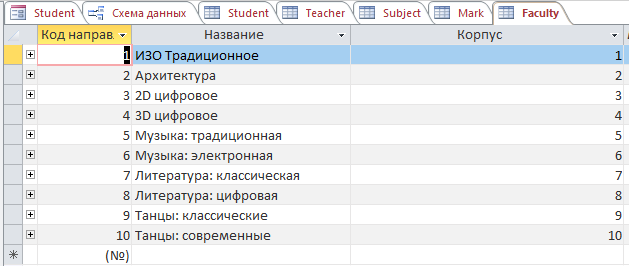 Student Схема данных Student Teacher Subject Mark Faculty
Код направ Название Корпус
1 ИЗО Традиционное 1
2 Архитектура 2
3 2D цифровое 3
4 3D цифровое 4
5 Музыка: традиционная 5
6 Музыка: электронная 6
7 Литература: классическая 7
8 Литература: цифровая 8
9 Танцы: классические 9
10 Танцы: современные 10
(№)